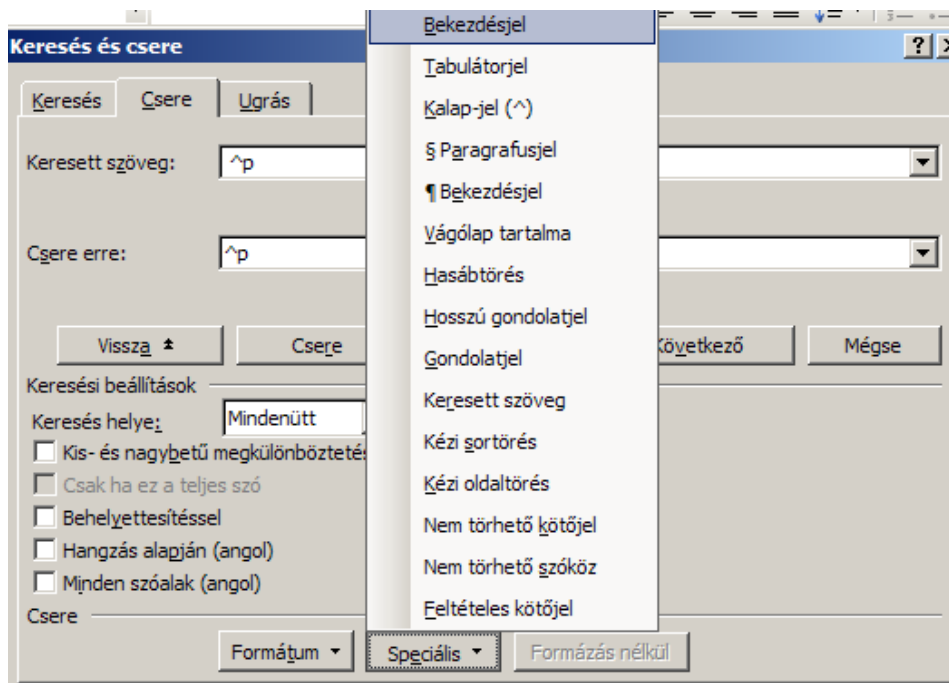 Keresés és csere
?
Keresés
Csere
Ugrás
Keresett szöveg:
^p
Csere erre:
^p
Vissza
Csere
Következő
Mégse
Keresési beállítások
Keresés helye:
Mindenütt
Kis- és nagybetű megkülönböztetés
Csak ha ez a teljes szó
Behelyettesítéssel
Hangzás alapján (angol)
Minden szóalak (angol)
Csere
Formátum
Speciális
Formázás nélkül
Bekezdésjel
Tabulátorjel
Kalap-jel (^)
§ Paragrafusjel
¶ Bekezdésjel
Vágólap tartalma
Hasábtörés
Hosszú gondolatjel
Gondolatjel
Keresett szöveg
Kézi sortörés
Kézi oldaltörés
Nem törhető kötőjel
Nem törhető szóköz
Feltételes kötőjel